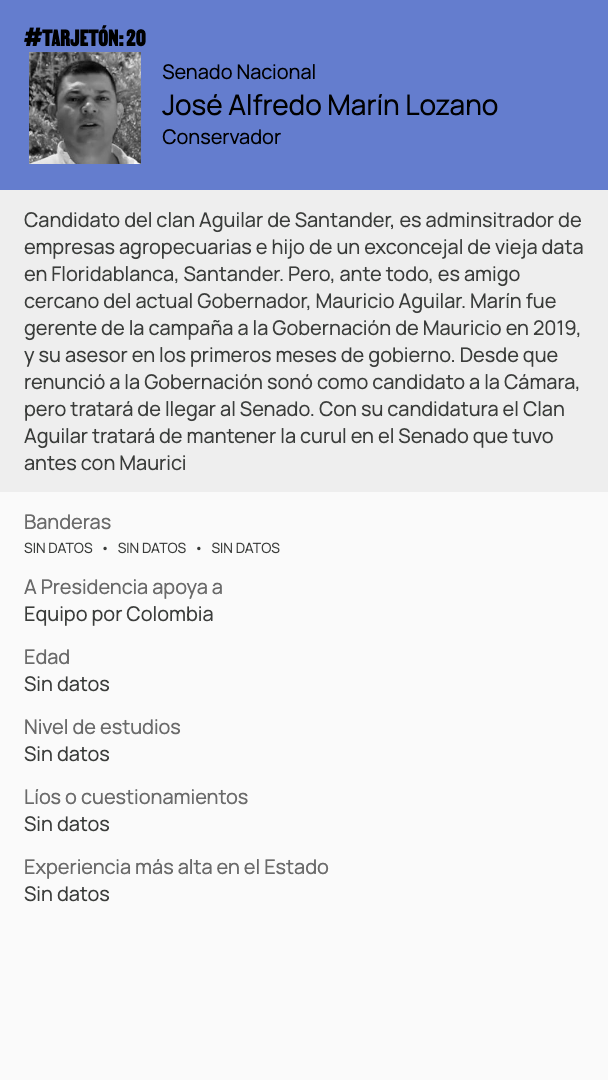 #TARJETÓN: 20
Senado Nacional
José Alfredo Marín Lozano
Conservador
Candidato del clan Aguilar de Santander, es adminsitrador de
empresas agropecuarias e hijo de un exconcejal de vieja data
en Floridablanca, Santander. Pero, ante todo, es amigo
cercano del actual Gobernador, Mauricio Aguilar. Marín fue
gerente de la campaña a la Gobernación de Mauricio en 2019,
y su asesor en los primeros meses de gobierno. Desde que
renunció a la Gobernación sonó como candidato a la Cámara,
pero tratará de llegar al Senado. Con su candidatura el Clan
Aguilar tratará de mantener la curul en el Senado que tuvo
antes con Maurici
Banderas
SIN DATOS • SIN DATOS • SIN DATOS
A Presidencia apoya a
Equipo por Colombia
Edad
Sin datos
Nivel de estudios
Sin datos
Líos o cuestionamientos
Sin datos
Experiencia más alta en el Estado
Sin datos